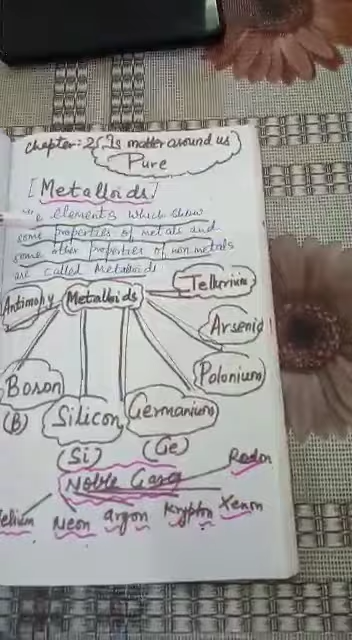 chapter: 2, Is matter around us
Pure
[Metalloids]
The elements which show
some properties of metals and
some other properties of non metals
are called Metalloids
Telkrium
Antimony Metalloids
Arsenic
Polonium
Boson
(B)
Silicon
(Si)
Germanium
(Ge)
Noble Gases
Radon
Helium Neon argon Krypton Xenon